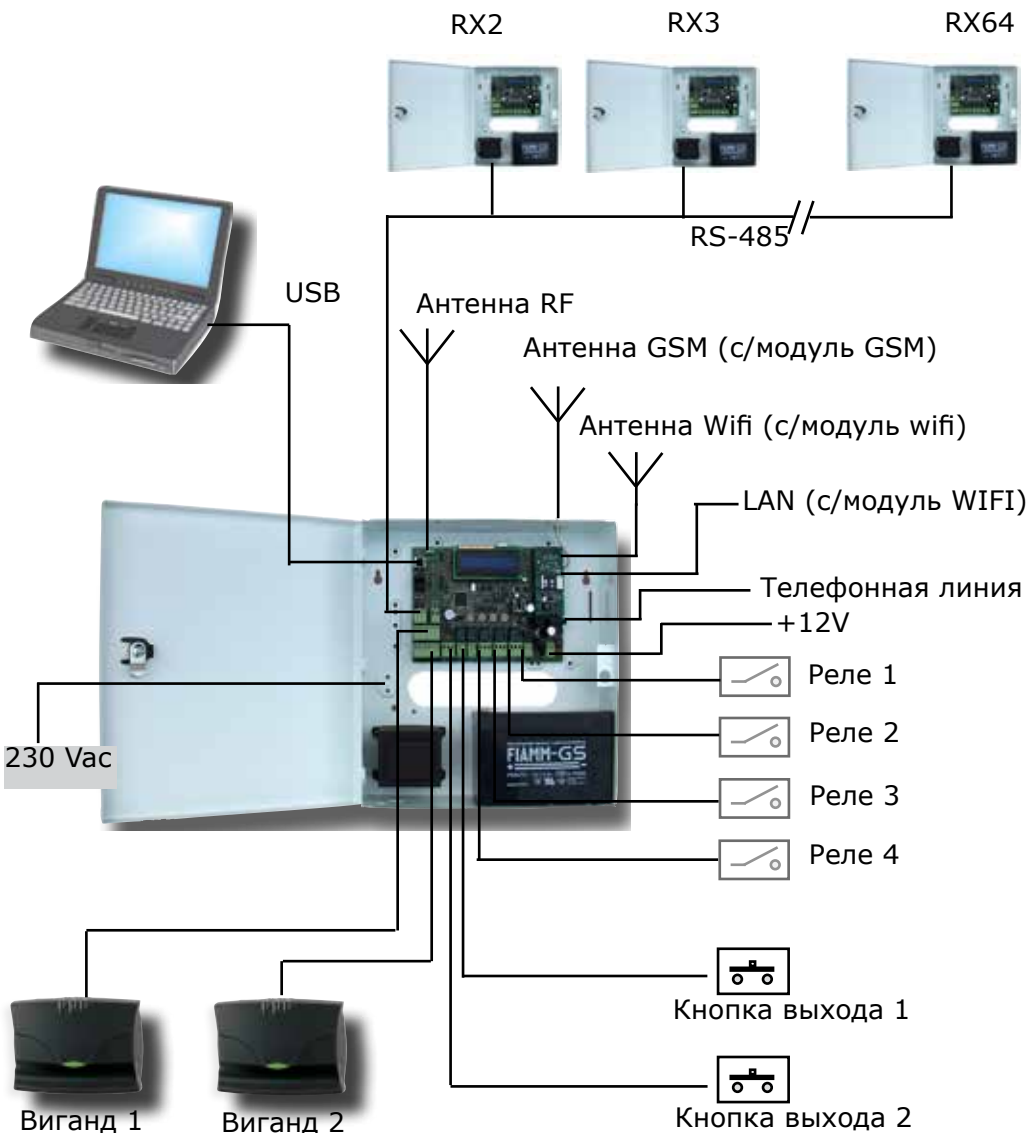 RX2
RX3
RX64
RS-485
USB
Антенна RF
Антенна GSM (с/модуль GSM)
Антенна Wifi (с/модуль wifi)
LAN (с/модуль WIFI)
Телефонная линия
+12V
Реле 1
Реле 2
230 Vac
FIAMM-GS
Реле 3
Реле 4
Кнопка выхода 1
Виганд 1
Виганд 2
Кнопка выхода 2